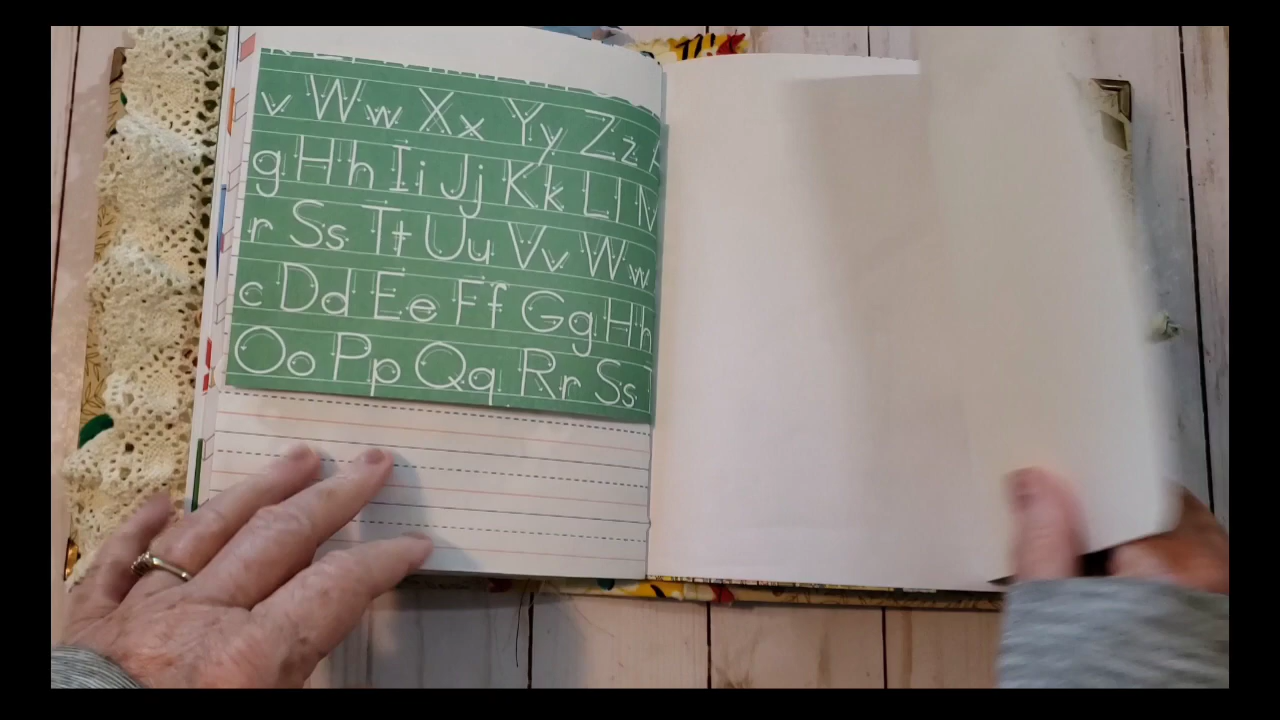 v Ww Xx Yy Zz
g Hh Ii Jj Kk Ll M
r Ss Tt Uu Vv Ww
c Dd Ee Ff Gg Hh
Oo Pp Qq Rr Ss